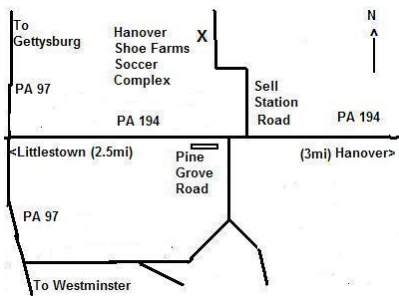 To
Gettysburg
Hanover
Shoe Farms
Soccer
Complex
X
N
PA 97
Sell
Station
Road
PA 194
PA 194
<Littlestown (2.5mi)
Pine
Grove
Road
(3mi) Hanover>
PA 97
To Westminster